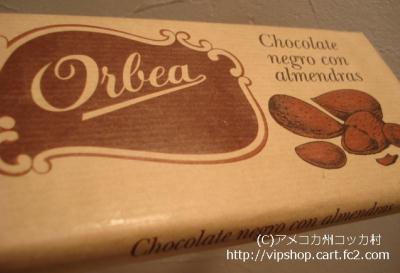 Orbea
Chocolate
negro con
almendras
Chocolate negro con almendras
(C)アメコカ州コッカ村
http://vipshop.cart.fc2.com